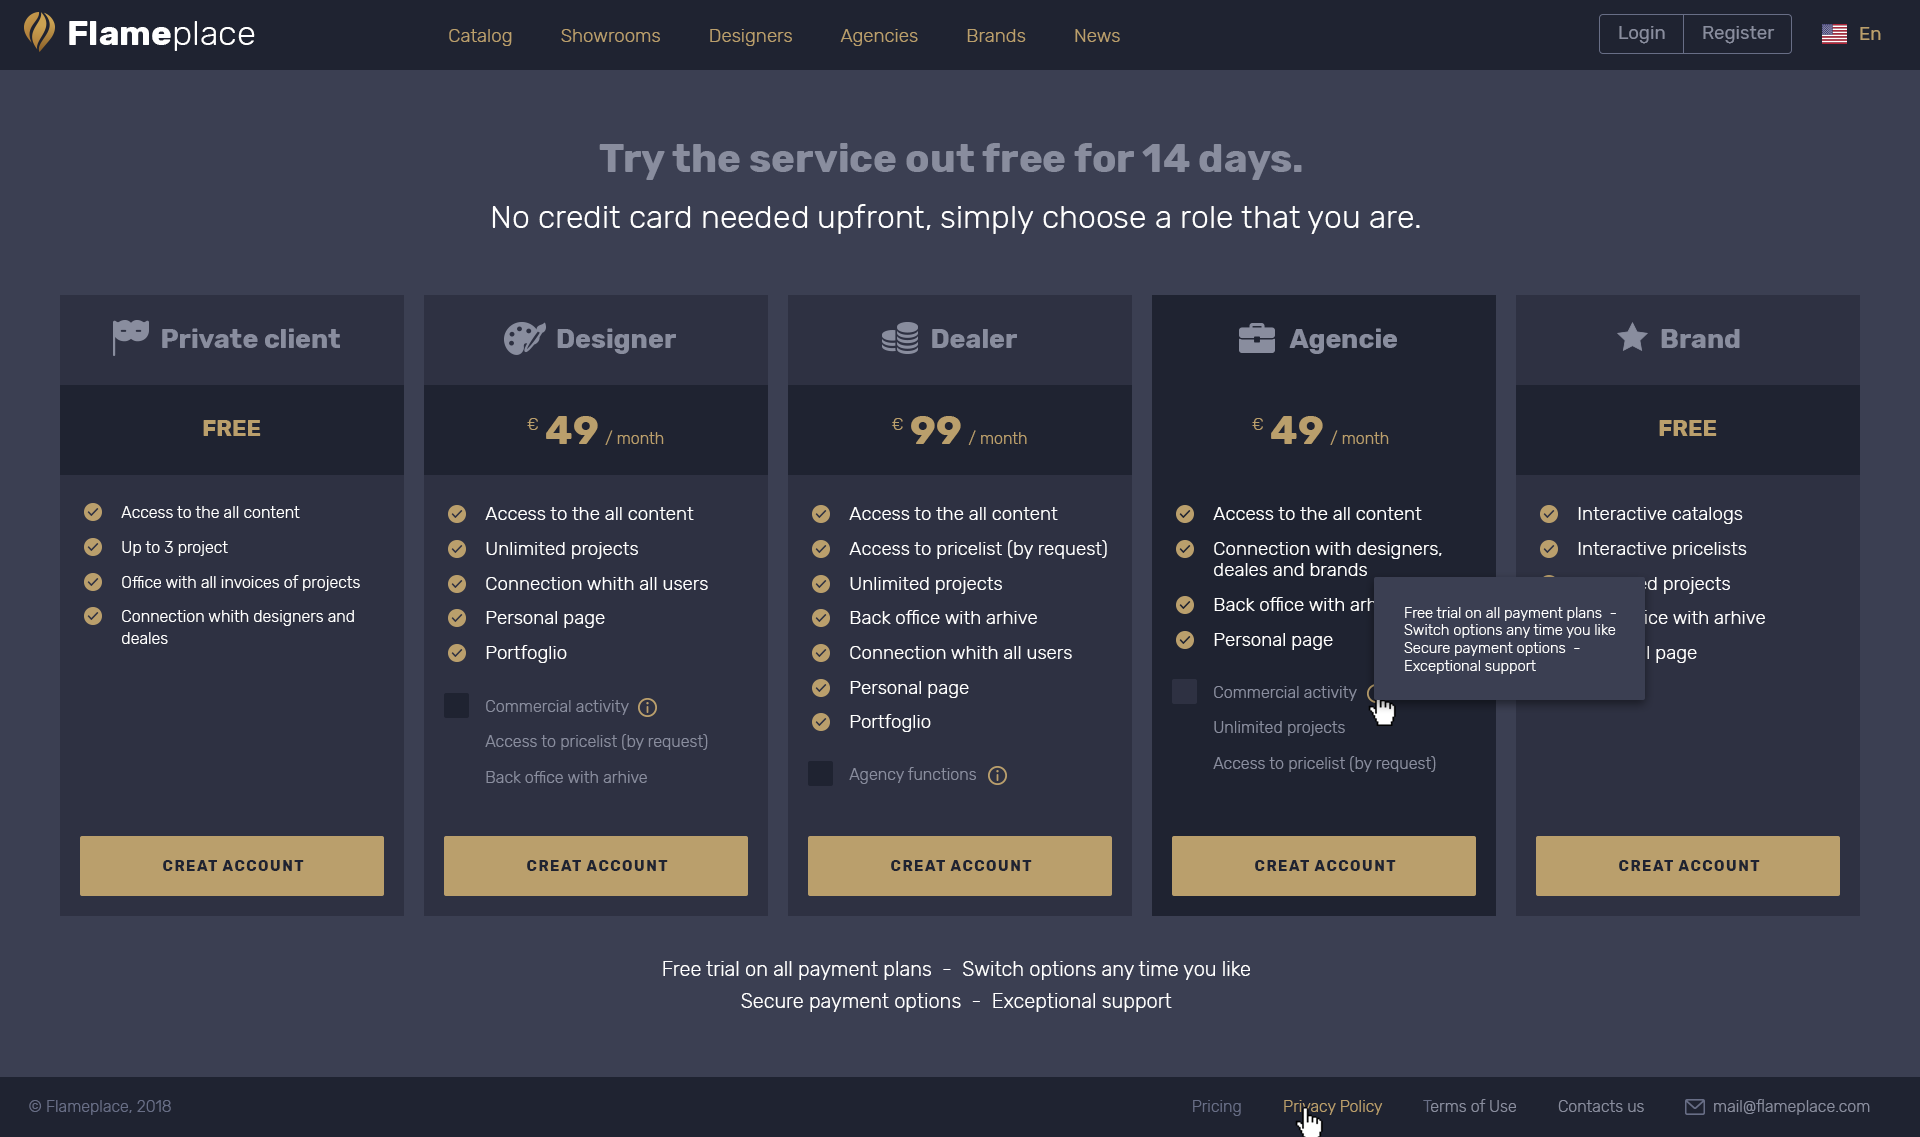 Flameplace
Catalog
Showrooms
Designers
Agencies
Brands
News
Login
Register
En
Try the service out free for 14 days.
No credit card needed upfront, simply choose a role that you are.
Private client
FREE
Access to the all content
Up to 3 project
Office with all invoices of projects
Connection whith designers and
deales
CREAT ACCOUNT
Designer
€ 49 / month
Access to the all content
Unlimited projects
Connection whith all users
Personal page
Portfoglio
Commercial activity
Access to pricelist (by request)
Back office with arhive
CREAT ACCOUNT
Dealer
€ 99 / month
Access to the all content
Access to pricelist (by request)
Unlimited projects
Back office with arhive
Connection whith all users
Personal page
Portfoglio
Agency functions
CREAT ACCOUNT
Agencie
€ 49 / month
Access to the all content
Connection with designers,
deales and brands
Back office with arh
Personal page
Commercial activity
Unlimited projects
Access to pricelist (by request)
CREAT ACCOUNT
Free trial on all payment plans -
Switch options any time you like
Secure payment options -
Exceptional support
Brand
FREE
Interactive catalogs
Interactive pricelists
d projects
ice with arhive
l page
CREAT ACCOUNT
Free trial on all payment plans - Switch options any time you like
Secure payment options - Exceptional support
© Flameplace, 2018
Pricing
Privacy Policy
Terms of Use
Contacts us
mail@flameplace.com